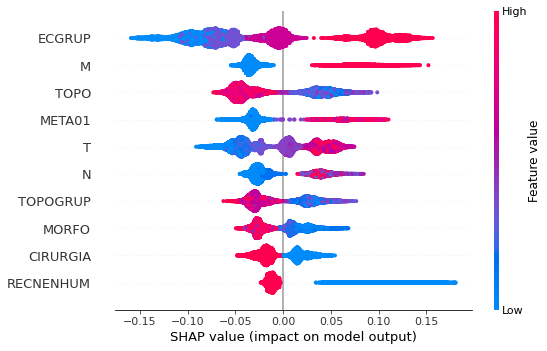 High
ECGRUP
M
TOPO
META01
T
N
TOPOGRUP
MORFO
CIRURGIA
RECNENHUM
Feature value
Low
−0.15 −0.10 −0.05 0.00 0.05 0.10 0.15
SHAP value (impact on model output)